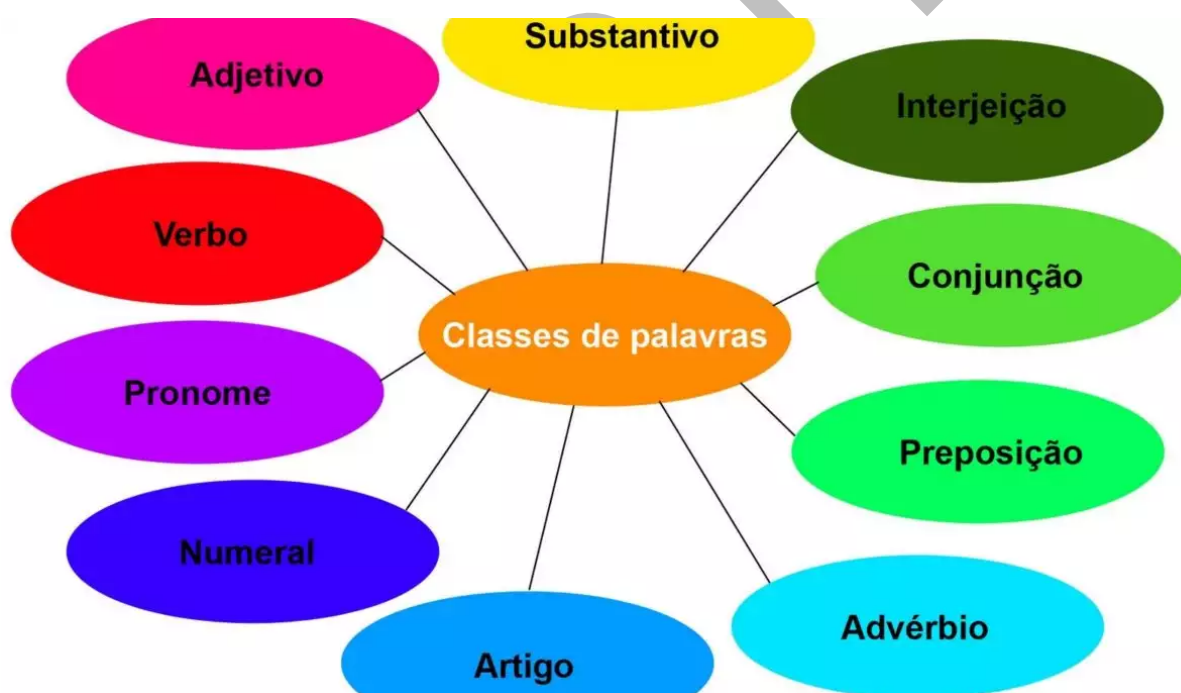 Substantivo
Adjetivo
Interjeição
Verbo
Conjunção
Classes de palavras
Pronome
Preposição
Numeral
Advérbio
Artigo